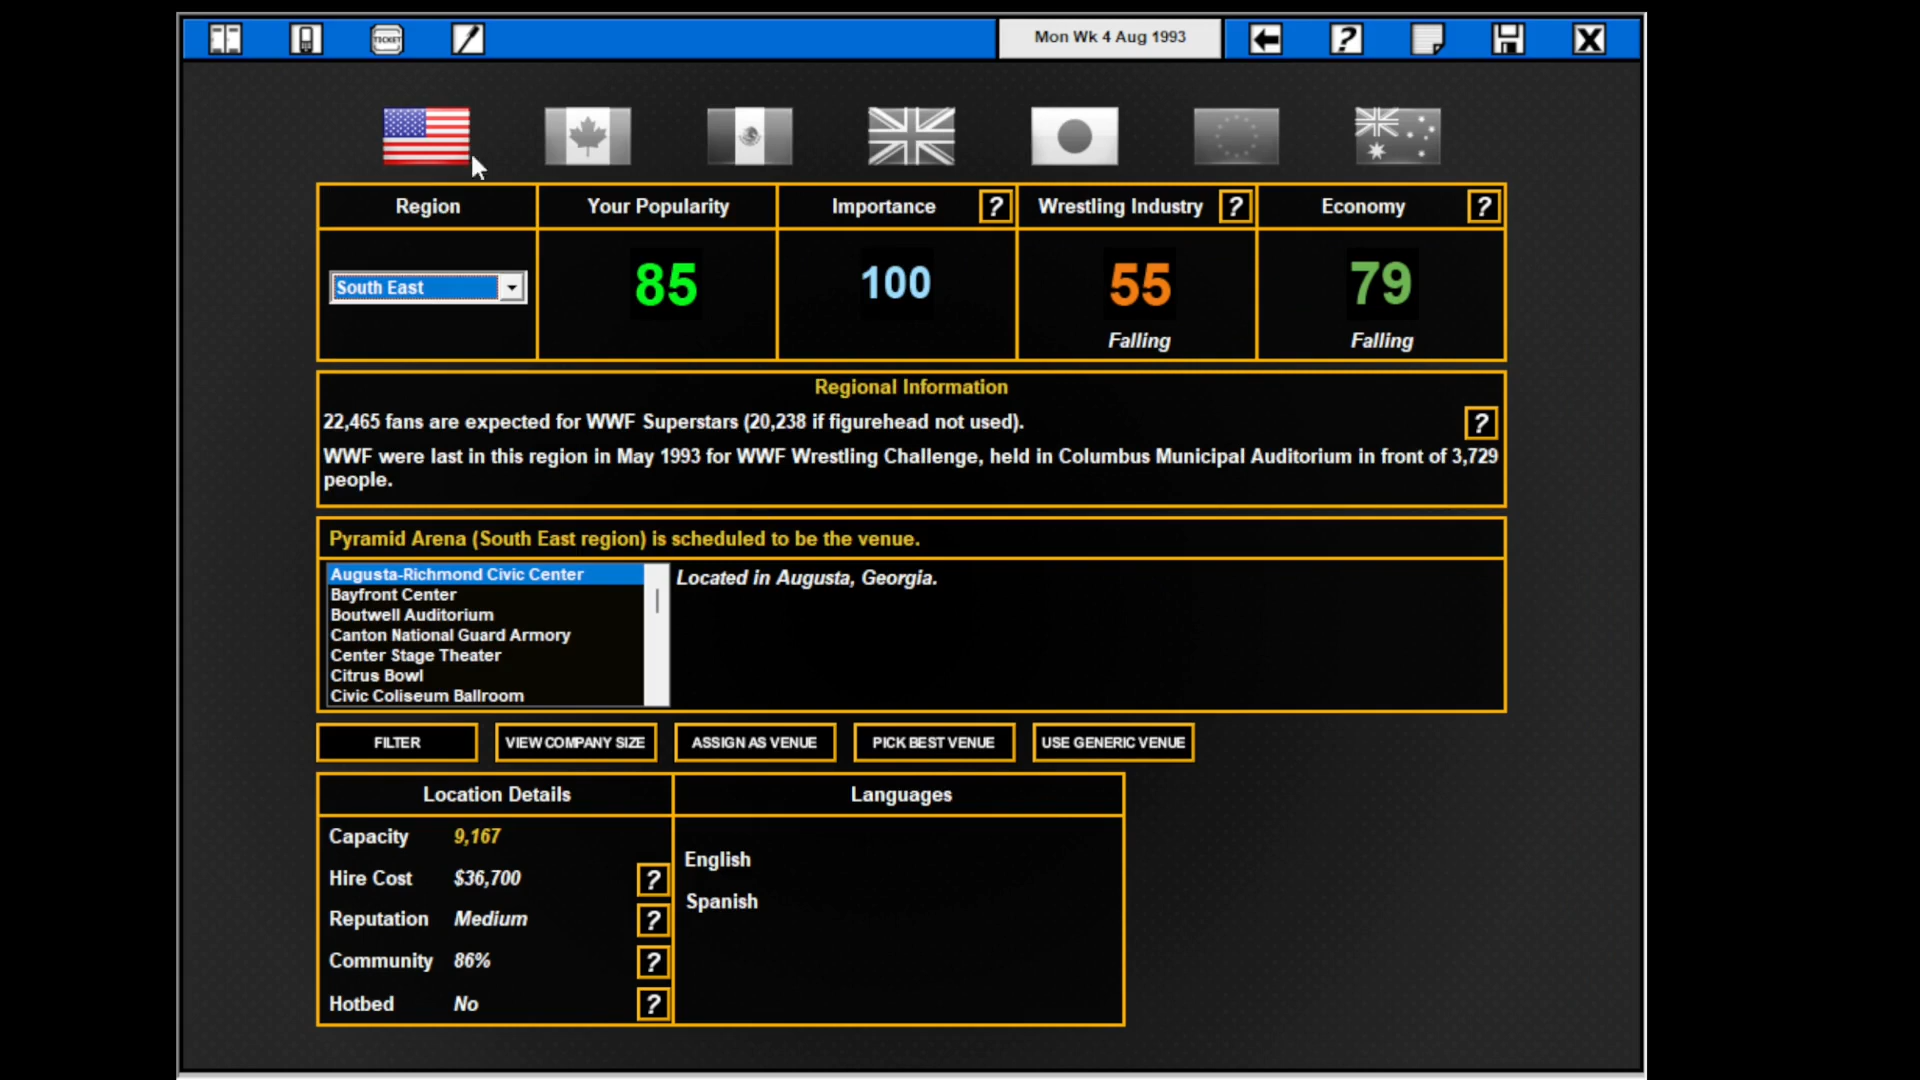 TICKET
Mon Wk 4 Aug 1993
?
Region
Your Popularity
Importance ?
Wrestling Industry ?
Economy ?
South East
85
100
55
79
Falling
Falling
Regional Information
22,465 fans are expected for WWF Superstars (20,238 if figurehead not used).
?
WWF were last in this region in May 1993 for WWF Wrestling Challenge, held in Columbus Municipal Auditorium in front of 3,729
people.
Pyramid Arena (South East region) is scheduled to be the venue.
Augusta-Richmond Civic Center
Bayfront Center
Boutwell Auditorium
Canton National Guard Armory
Center Stage Theater
Citrus Bowl
Civic Coliseum Ballroom
Located in Augusta, Georgia.
FILTER
VIEW COMPANY SIZE
ASSIGN AS VENUE
PICK BEST VENUE
USE GENERIC VENUE
Location Details
Capacity 9,167
Hire Cost $36,700 ?
Reputation Medium ?
Community 86% ?
Hotbed No ?
Languages
English
Spanish